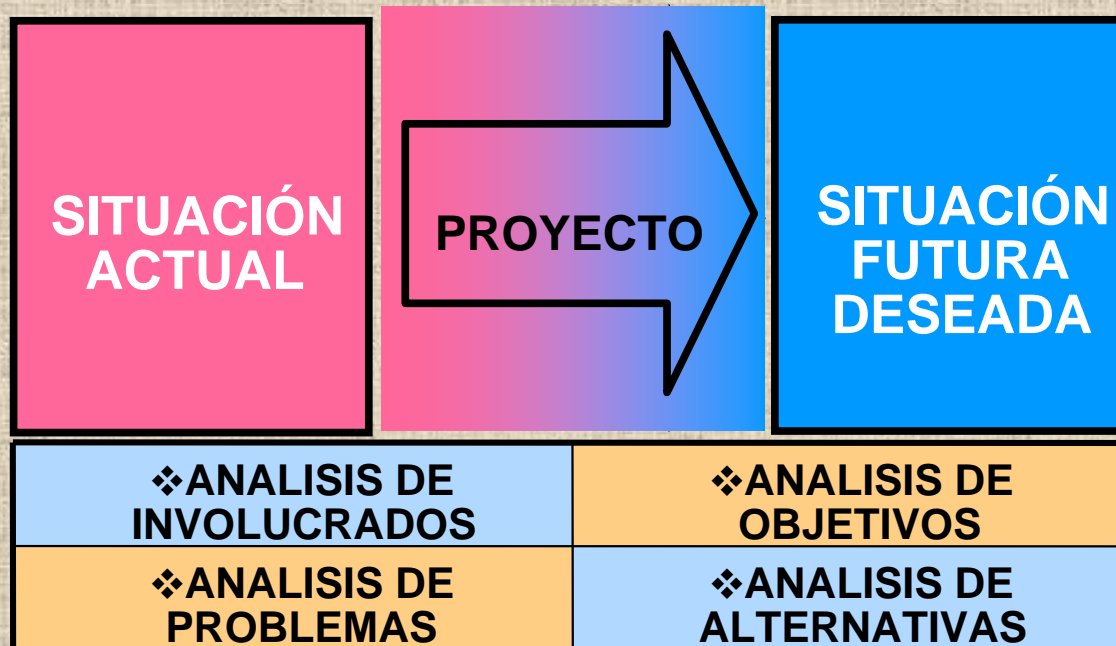 SITUACIÓN
ACTUAL
PROYECTO
SITUACIÓN
FUTURA
DESEADA
❖ANALISIS DE
INVOLUCRADOS
❖ANALISIS DE
OBJETIVOS
❖ANALISIS DE
PROBLEMAS
❖ANALISIS DE
ALTERNATIVAS